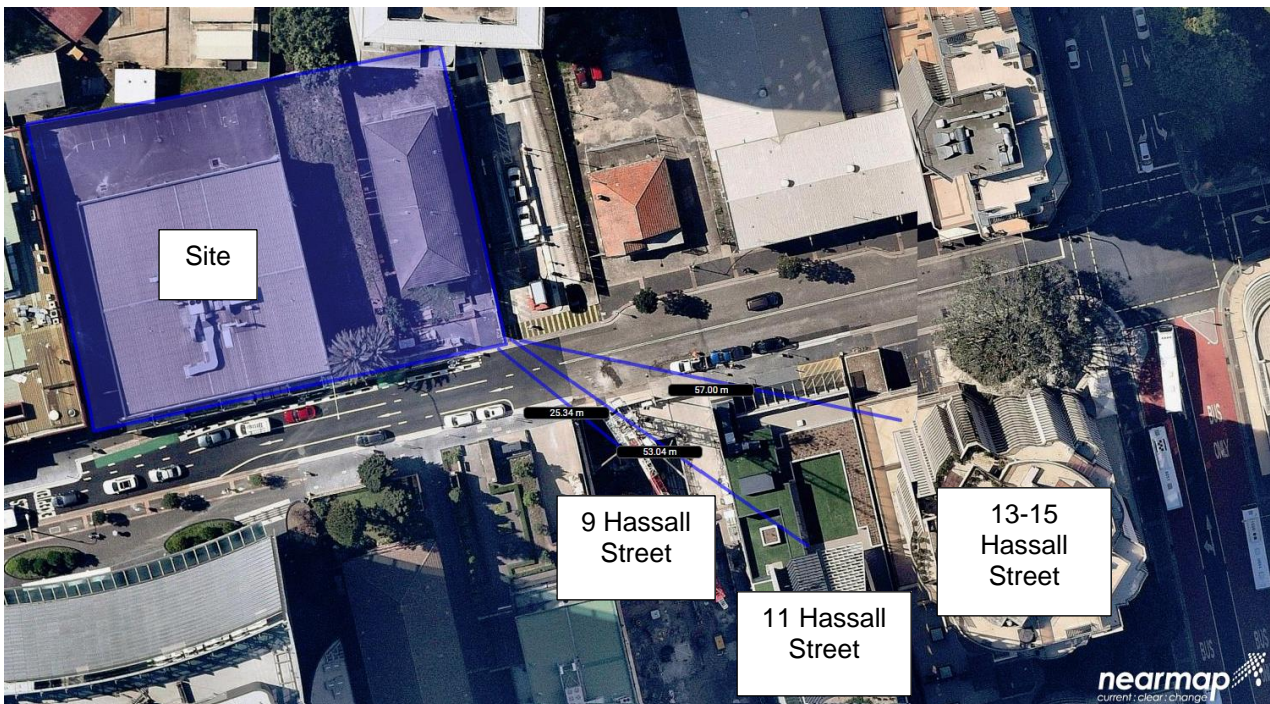 Site
57.00 m
25.34 m
53.04 m
9 Hassall
Street
13-15
Hassall
Street
11 Hassall
Street
BUS
ONLY
BUS
BUS
nearmap
current : clear : change